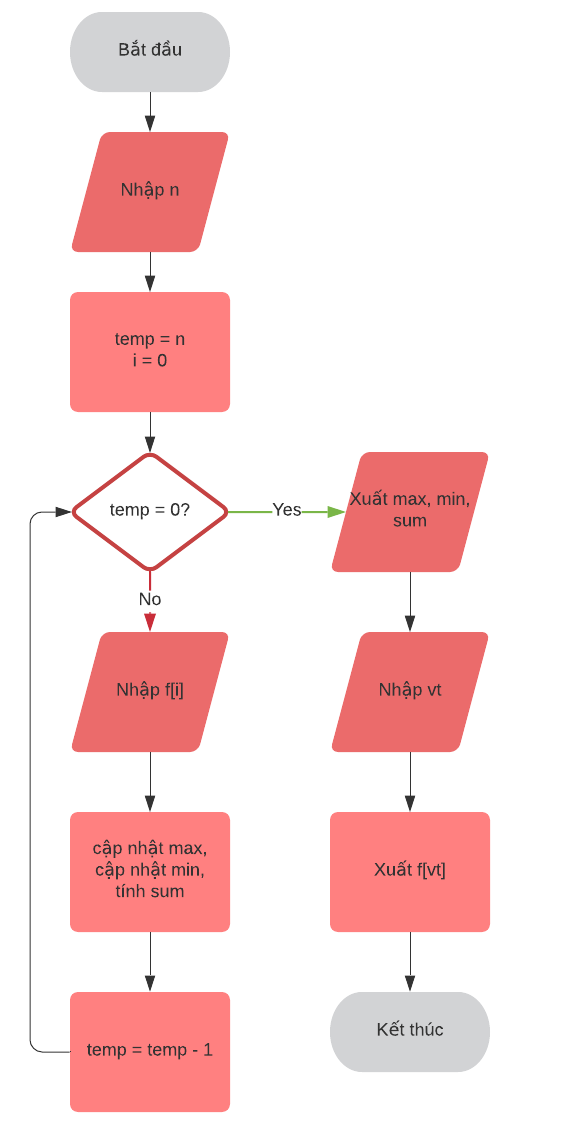 Bắt đầu
Nhập n
temp = n
i = 0
temp = 0?
Yes
No
Nhập f[i]
cập nhật max,
cập nhật min,
tính sum
temp = temp - 1
Xuất max, min,
sum
Nhập vt
Xuất f[vt]
Kết thúc